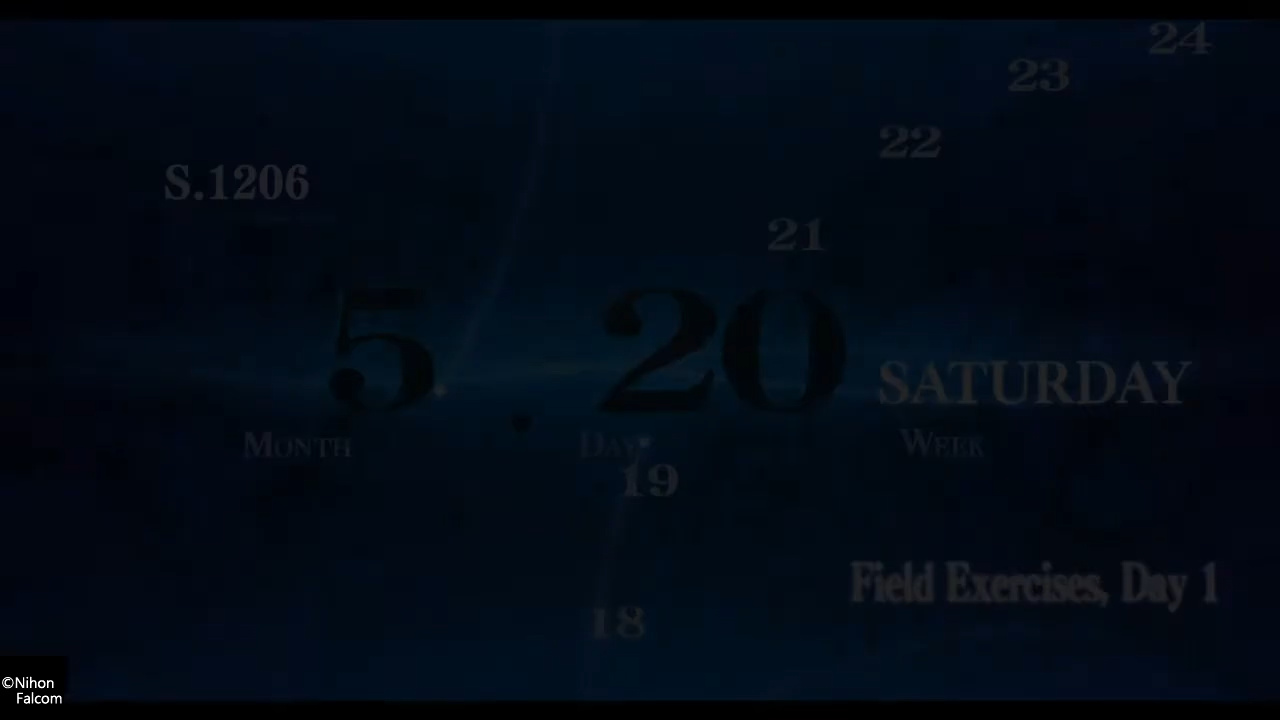 24
23
22
S.1206
21
5 . 20 SATURDAY
MONTH DAY WEEK
19
Field Exercises, Day 1
18
©Nihon
Falcom